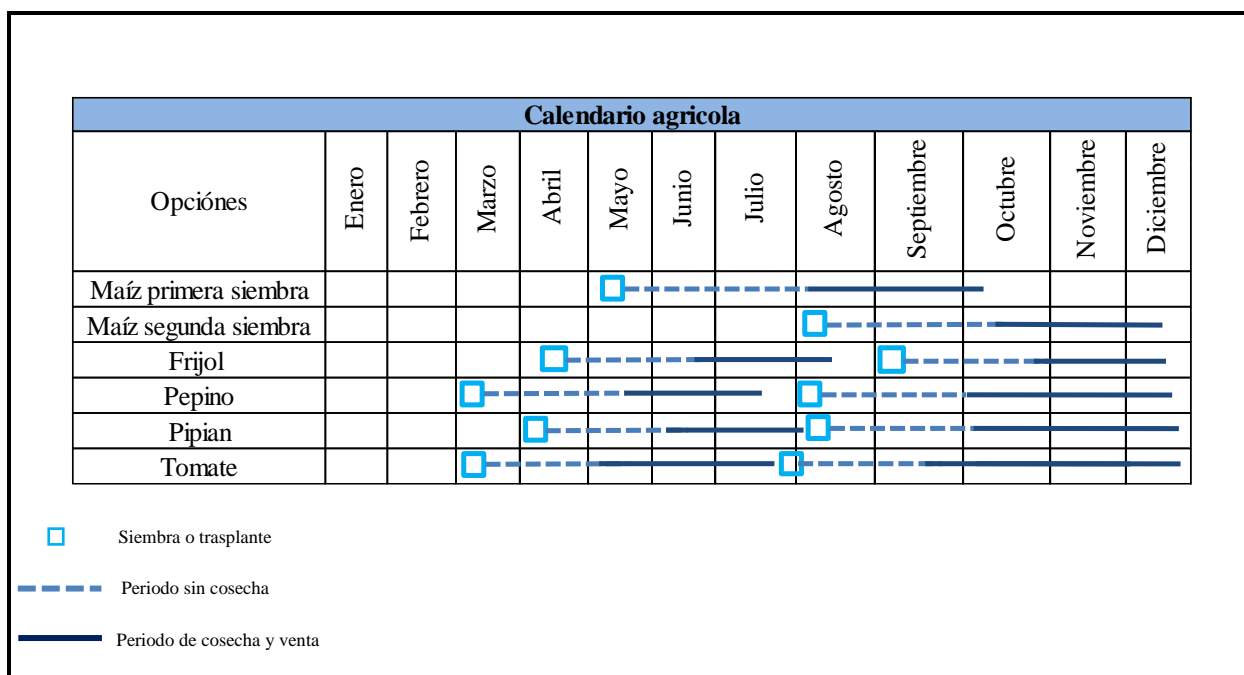 Calendario agricola
Opciónes
Enero
Febrero
Marzo
Abril
Mayo
Junio
Julio
Agosto
Septiembre
Octubre
Noviembre
Diciembre
Maíz primera siembra
Maíz segunda siembra
Frijol
Pepino
Pipian
Tomate
Siembra o trasplante
Periodo sin cosecha
Periodo de cosecha y venta